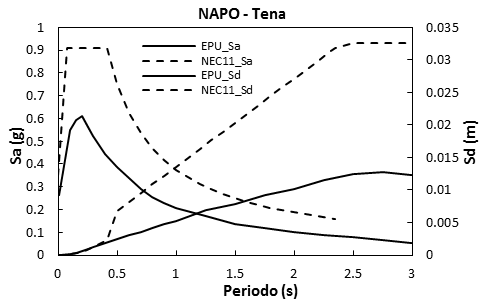 NAPO - Tena
1
0.9
0.8
0.7
0.6
0.5
0.4
0.3
0.2
0.1
0
Sa (g)
EPU_Sa
NEC11_Sa
EPU_Sd
NEC11_Sd
0.035
0.03
0.025
0.02
0.015
0.01
0.005
0
Sd (m)
0 0.5 1 1.5 2 2.5 3
Periodo (s)